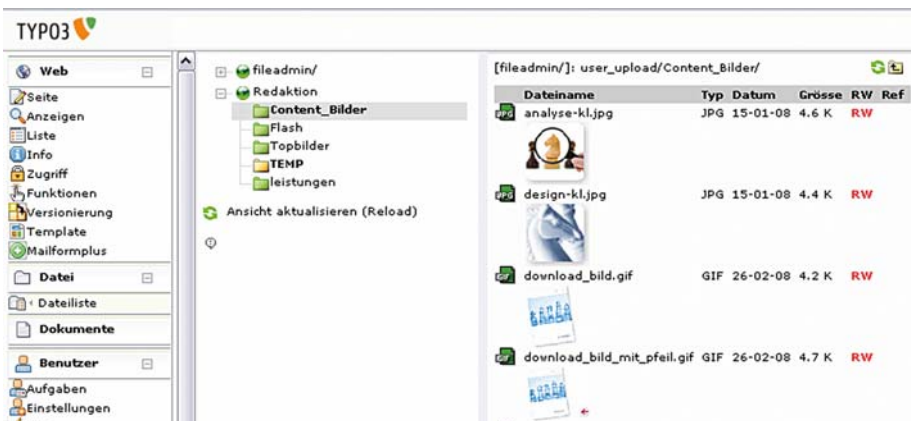 TYPO3
Web
Seite
Anzeigen
Liste
Info
Zugriff
Funktionen
Versionierung
Template
Mailformplus
Datei
Dateiliste
Dokumente
Benutzer
Aufgaben
Einstellungen
fileadmin/
Redaktion
Content_Bilder
Flash
Topbilder
TEMP
leistungen
Ansicht aktualisieren (Reload)
[fileadmin/]: user_upload/Content_Bilder/
Dateiname Typ Datum Grösse RW Ref
analyse-kl.jpg JPG 15-01-08 4.6 K RW
design-kl.jpg JPG 15-01-08 4.4 K RW
download_bild.gif GIF 26-02-08 4.2 K RW
download_bild_mit_pfeil.gif GIF 26-02-08 4.7 K RW